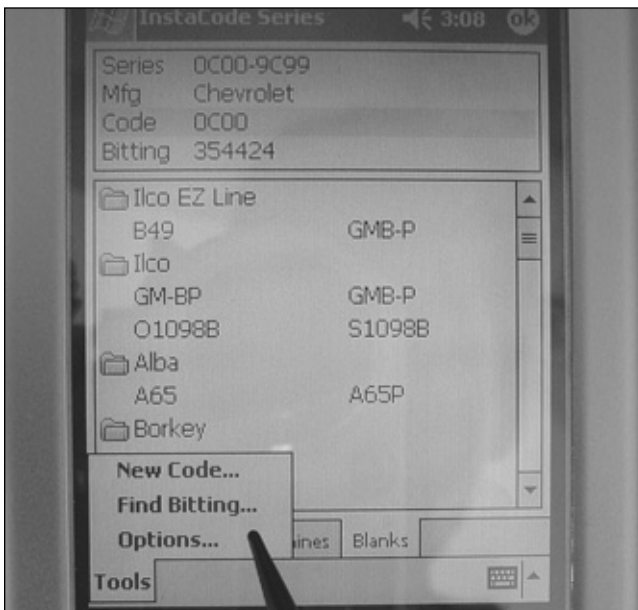 InstaCode Series 3:08 ok
Series 0C00-9C99
Mfg Chevrolet
Code 0C00
Bitting 354424
Ilco EZ Line
B49 GMB-P
Ilco
GM-BP GMB-P
O1098B S1098B
Alba
A65 A65P
Borkey
New Code...
Find Bitting...
Options...
Blanks
Tools